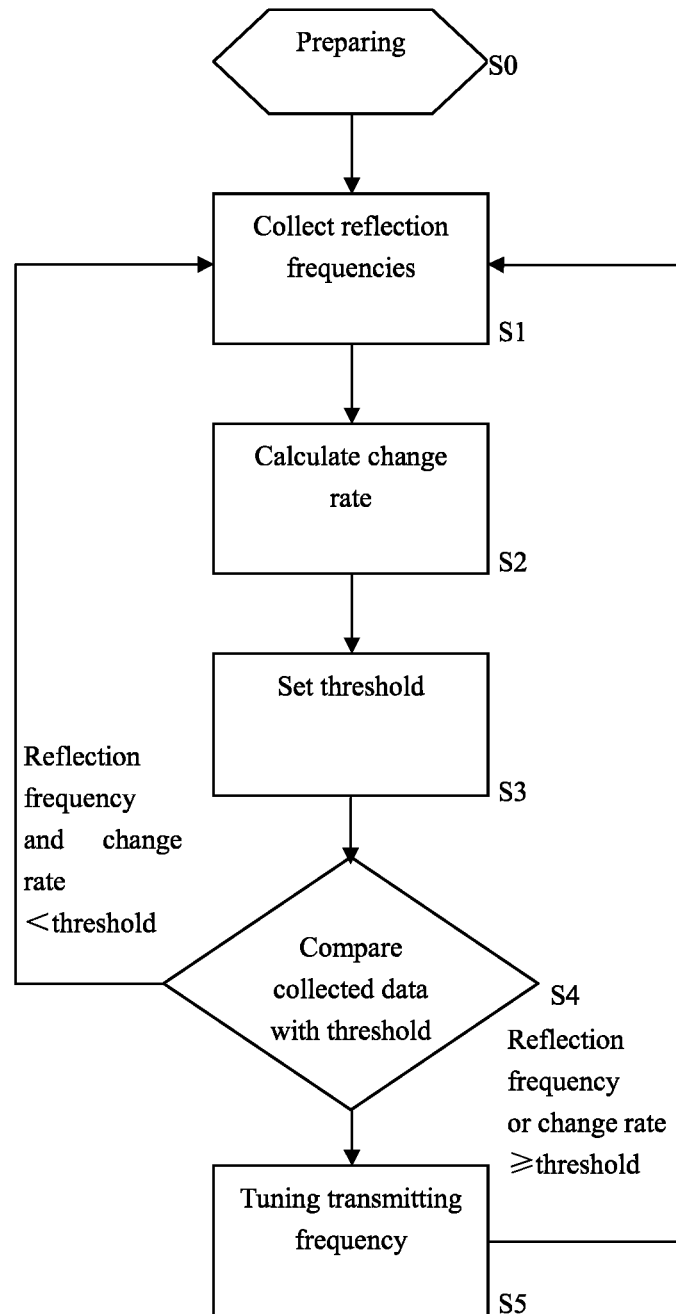 Preparing
S0
Collect reflection
frequencies
S1
Calculate change
rate
S2
Set threshold
S3
Reflection
frequency
and change
rate
＜threshold
Compare
collected data
with threshold
S4
Reflection
frequency
or change rate
≥threshold
Tuning transmitting
frequency
S5